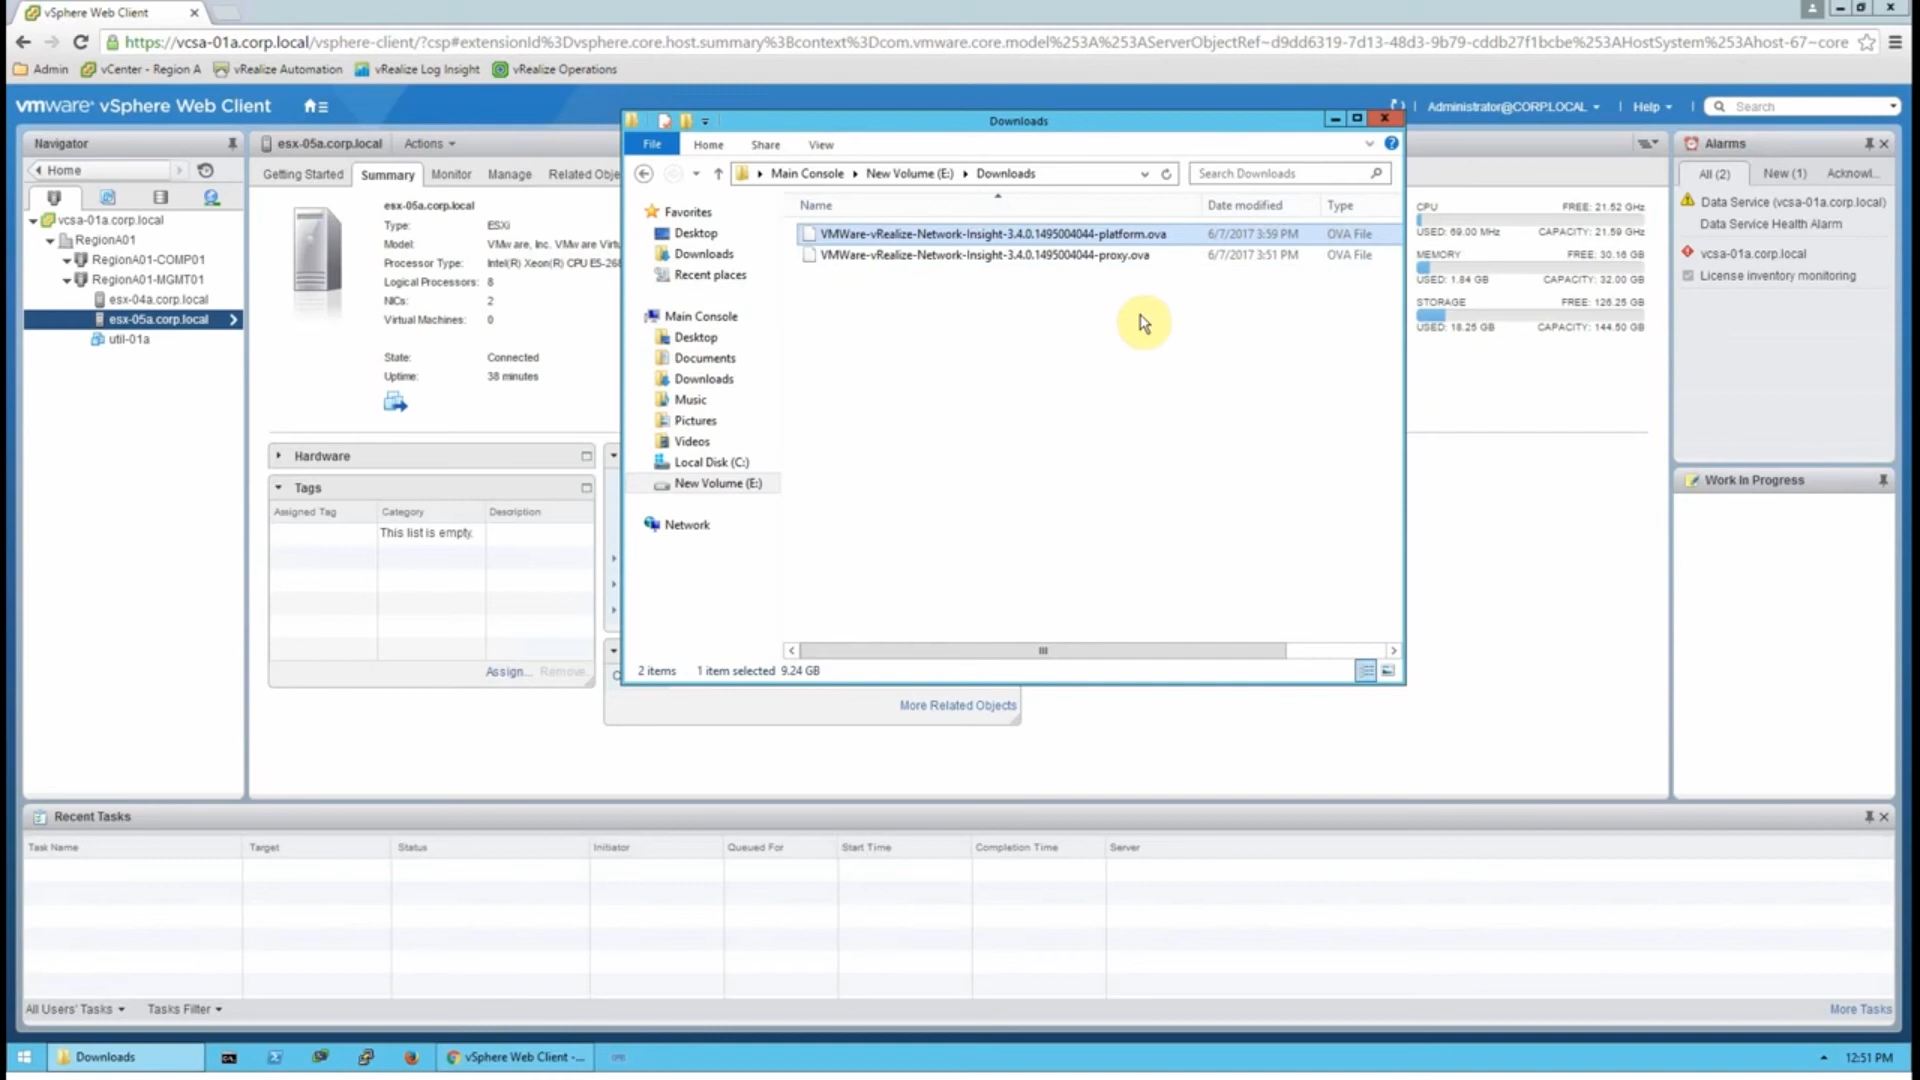 vSphere Web Client
https://vcsa-01a.corp.local/vsphere-client/?csp#extensionId%3Dvsphere.core.host.summary%3Bcontext%3Dcom.vmware.core.model%253A%253AServerObjectRef~d9dd6319-7d13-48d3-9b79-cddb27f1bcbe%253AHostSystem%253Ahost-67~core
Admin vCenter - Region A vRealize Automation vRealize Log Insight vRealize Operations
vmware® vSphere Web Client
Administrator@CORP.LOCAL Help Search
Navigator
Home
vcsa-01a.corp.local
RegionA01
RegionA01-COMP01
RegionA01-MGMT01
esx-04a.corp.local
esx-05a.corp.local
util-01a
esx-05a.corp.local Actions
Getting Started Summary Monitor Manage Related Obje
esx-05a.corp.local
Type: ESXi
Model: VMware, Inc. VMware Virtu
Processor Type: Intel(R) Xeon(R) CPU E5-268
Logical Processors: 8
NICs: 2
Virtual Machines: 0
State: Connected
Uptime: 38 minutes
Hardware
Tags
Assigned Tag Category Description
This list is empty.
Assign... Remove
More Related Objects
Downloads
File Home Share View
Main Console New Volume (E:) Downloads
Search Downloads
Name Date modified Type
VMWare-vRealize-Network-Insight-3.4.0.1495004044-platform.ova 6/7/2017 3:59 PM OVA File
VMWare-vRealize-Network-Insight-3.4.0.1495004044-proxy.ova 6/7/2017 3:51 PM OVA File
Favorites
Desktop
Downloads
Recent places
Main Console
Desktop
Documents
Downloads
Music
Pictures
Videos
Local Disk (C:)
New Volume (E:)
Network
2 items 1 item selected 9.24 GB
CPU FREE: 21.52 GHz
USED: 69.00 MHz CAPACITY: 21.59 GHz
MEMORY FREE: 30.16 GB
USED: 1.84 GB CAPACITY: 32.00 GB
STORAGE FREE: 126.25 GB
USED: 18.25 GB CAPACITY: 144.50 GB
Alarms
All (2) New (1) Acknowl...
Data Service (vcsa-01a.corp.local)
Data Service Health Alarm
vcsa-01a.corp.local
License inventory monitoring
Work In Progress
Recent Tasks
Task Name Target Status Initiator Queued For Start Time Completion Time Server
All Users' Tasks Tasks Filter More Tasks
Downloads vSphere Web Client -... 12:51 PM